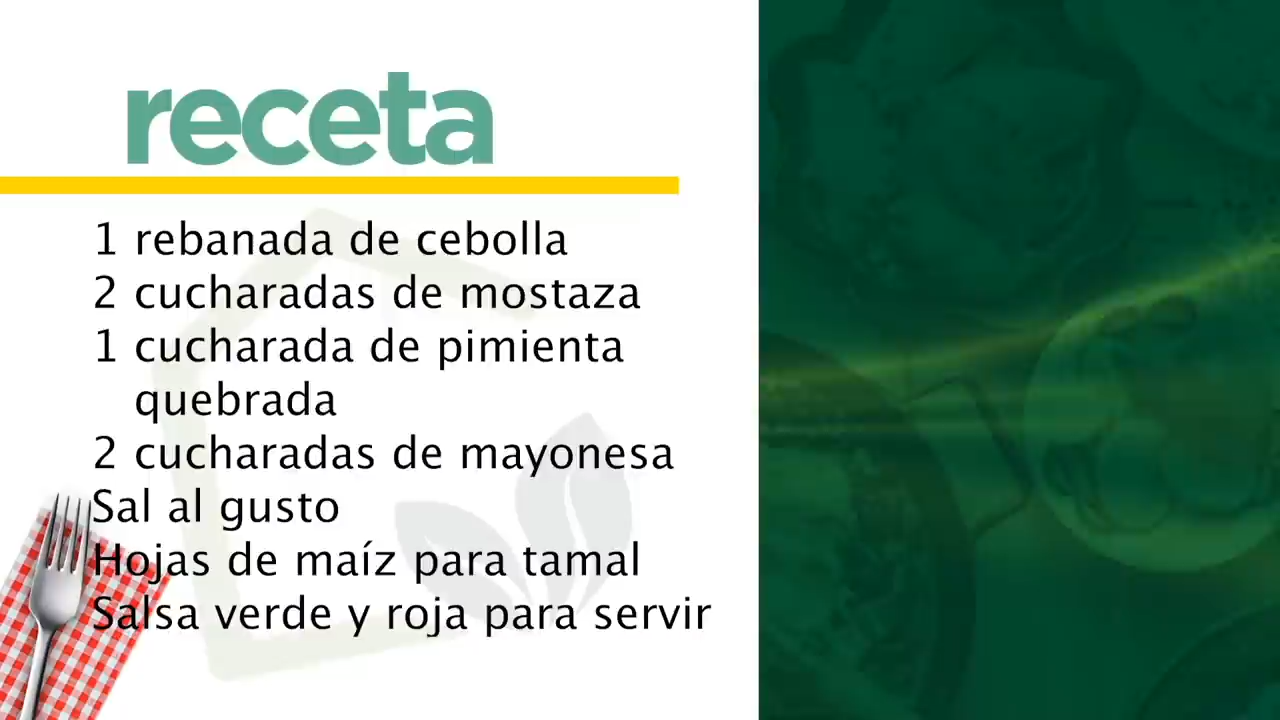 receta
1 rebanada de cebolla
2 cucharadas de mostaza
1 cucharada de pimienta
quebrada
2 cucharadas de mayonesa
Sal al gusto
Hojas de maíz para tamal
Salsa verde y roja para servir